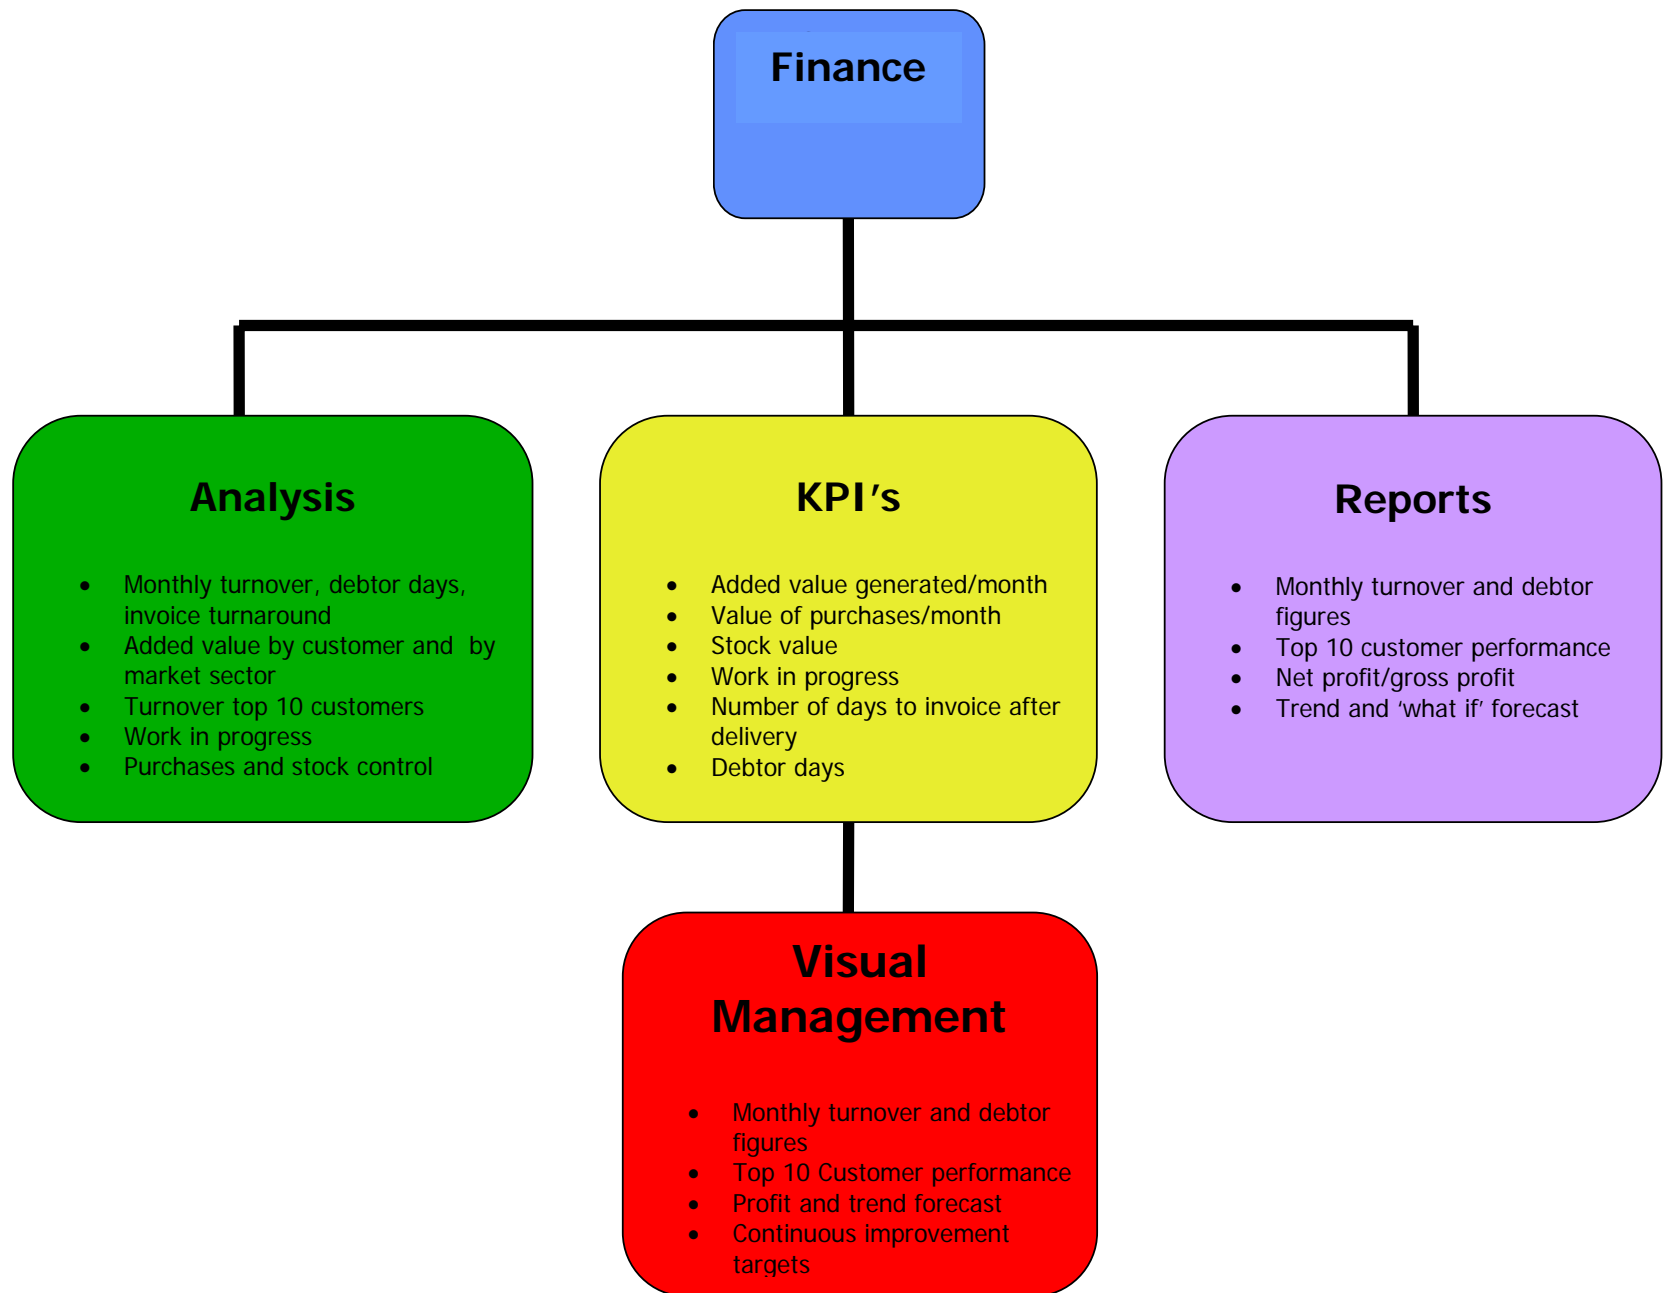 Finance
Analysis
• Monthly turnover, debtor days,
invoice turnaround
• Added value by customer and  by
market sector
• Turnover top 10 customers
• Work in progress
• Purchases and stock control
KPI’s
• Added value generated/month
• Value of purchases/month
• Stock value
• Work in progress
• Number of days to invoice after
delivery
• Debtor days
Reports
• Monthly turnover and debtor
figures
• Top 10 customer performance
• Net profit/gross profit
• Trend and ‘what if’ forecast
Visual
Management
• Monthly turnover and debtor
figures
• Top 10 Customer performance
• Profit and trend forecast
• Continuous improvement
targets